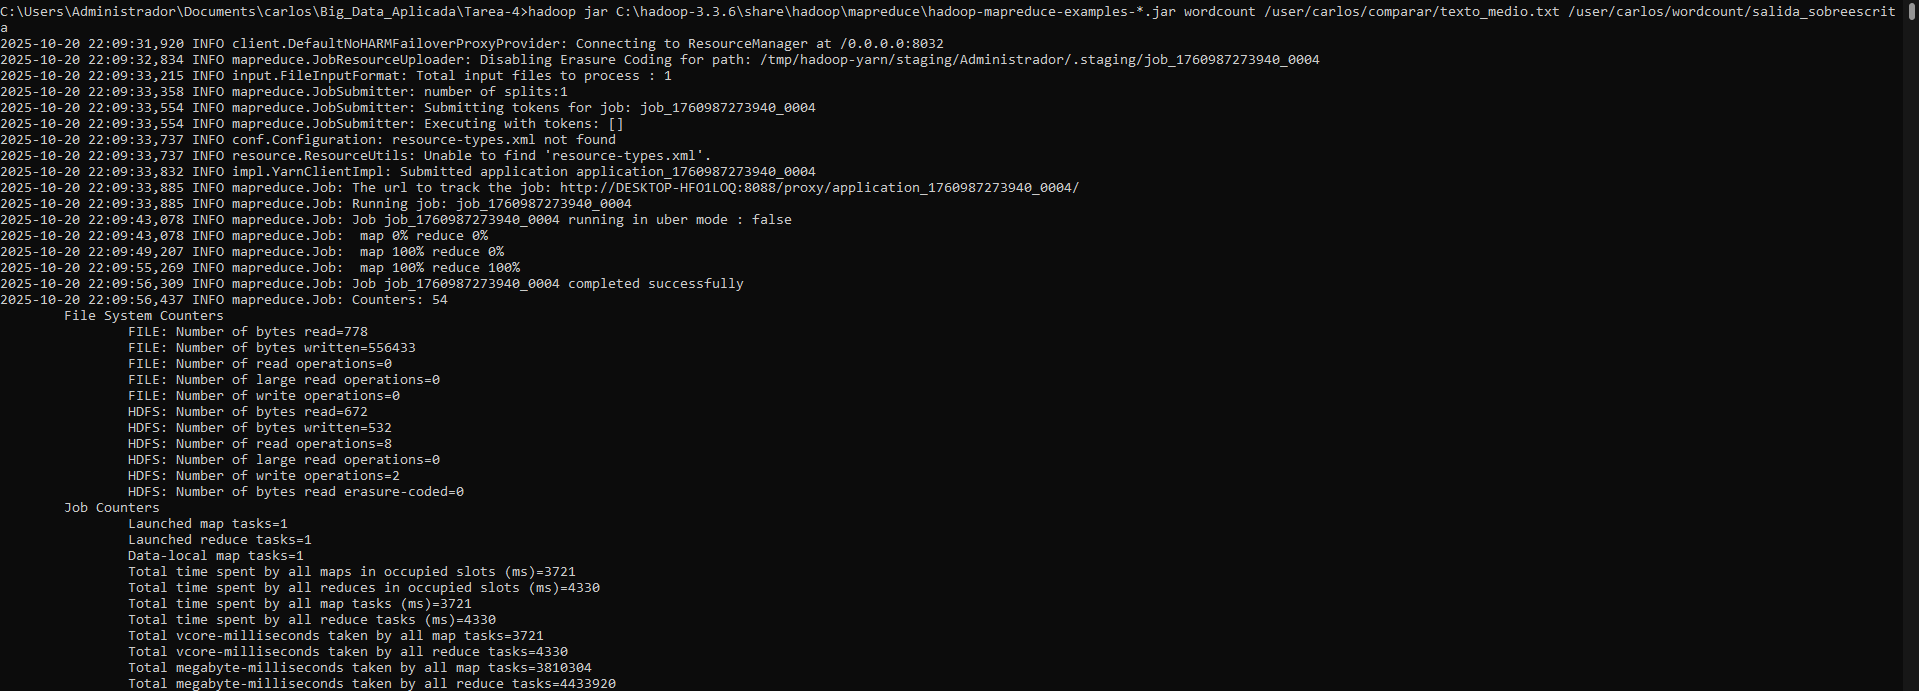 C:\Users\Administrador\Documents\carlos\Big_Data_Aplicada\Tarea-4>hadoop jar C:\hadoop-3.3.6\share\hadoop\mapreduce\hadoop-mapreduce-examples-*.jar wordcount /user/carlos/comparar/texto_medio.txt /user/carlos/wordcount/salida_sobreescrit
a
2025-10-20 22:09:31,920 INFO client.DefaultNoHARMFailoverProxyProvider: Connecting to ResourceManager at /0.0.0.0:8032
2025-10-20 22:09:32,834 INFO mapreduce.JobResourceUploader: Disabling Erasure Coding for path: /tmp/hadoop-yarn/staging/Administrador/.staging/job_1760987273940_0004
2025-10-20 22:09:33,215 INFO input.FileInputFormat: Total input files to process : 1
2025-10-20 22:09:33,358 INFO mapreduce.JobSubmitter: number of splits:1
2025-10-20 22:09:33,554 INFO mapreduce.JobSubmitter: Submitting tokens for job: job_1760987273940_0004
2025-10-20 22:09:33,554 INFO mapreduce.JobSubmitter: Executing with tokens: []
2025-10-20 22:09:33,737 INFO conf.Configuration: resource-types.xml not found
2025-10-20 22:09:33,737 INFO resource.ResourceUtils: Unable to find 'resource-types.xml'.
2025-10-20 22:09:33,832 INFO impl.YarnClientImpl: Submitted application application_1760987273940_0004
2025-10-20 22:09:33,885 INFO mapreduce.Job: The url to track the job: http://DESKTOP-HFO1LOQ:8088/proxy/application_1760987273940_0004/
2025-10-20 22:09:33,885 INFO mapreduce.Job: Running job: job_1760987273940_0004
2025-10-20 22:09:43,078 INFO mapreduce.Job: Job job_1760987273940_0004 running in uber mode : false
2025-10-20 22:09:43,078 INFO mapreduce.Job:  map 0% reduce 0%
2025-10-20 22:09:49,207 INFO mapreduce.Job:  map 100% reduce 0%
2025-10-20 22:09:55,269 INFO mapreduce.Job:  map 100% reduce 100%
2025-10-20 22:09:56,309 INFO mapreduce.Job: Job job_1760987273940_0004 completed successfully
2025-10-20 22:09:56,437 INFO mapreduce.Job: Counters: 54
File System Counters
FILE: Number of bytes read=778
FILE: Number of bytes written=556433
FILE: Number of read operations=0
FILE: Number of large read operations=0
FILE: Number of write operations=0
HDFS: Number of bytes read=672
HDFS: Number of bytes written=532
HDFS: Number of read operations=8
HDFS: Number of large read operations=0
HDFS: Number of write operations=2
HDFS: Number of bytes read erasure-coded=0
Job Counters
Launched map tasks=1
Launched reduce tasks=1
Data-local map tasks=1
Total time spent by all maps in occupied slots (ms)=3721
Total time spent by all reduces in occupied slots (ms)=4330
Total time spent by all map tasks (ms)=3721
Total time spent by all reduce tasks (ms)=4330
Total vcore-milliseconds taken by all map tasks=3721
Total vcore-milliseconds taken by all reduce tasks=4330
Total megabyte-milliseconds taken by all map tasks=3810304
Total megabyte-milliseconds taken by all reduce tasks=4433920